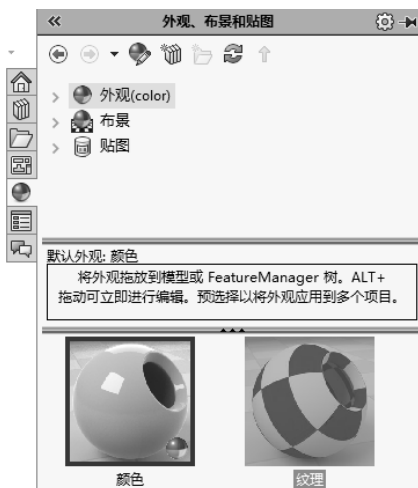 外观、布景和贴图
外观(color)
布景
贴图
默认外观: 颜色
将外观拖放到模型或 FeatureManager 树。ALT+
拖动可立即进行编辑。预选择以将外观应用到多个项目。
颜色
纹理